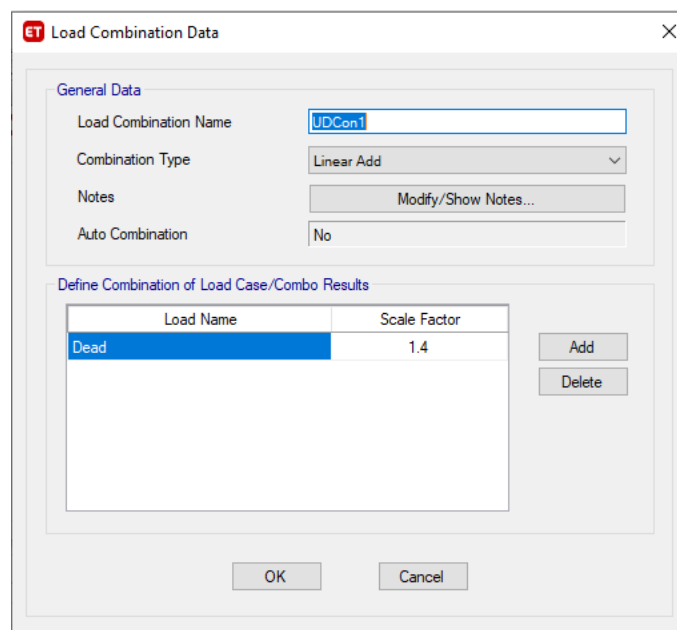 ET Load Combination Data
General Data
Load Combination Name UDCon1
Combination Type Linear Add
Notes Modify/Show Notes...
Auto Combination No
Define Combination of Load Case/Combo Results
Load Name Scale Factor
Dead 1.4 Add
Delete
OK Cancel